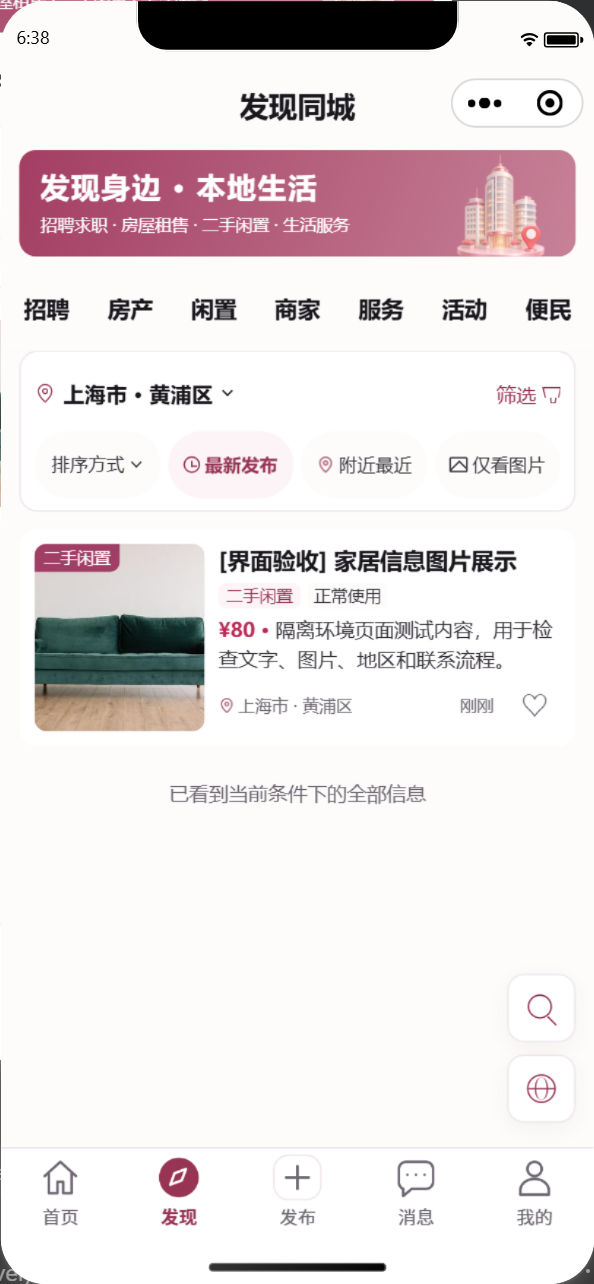 6:38
发现同城
发现身边 • 本地生活
招聘求职 · 房屋租售 · 二手闲置 · 生活服务
招聘 房产 闲置 商家 服务 活动 便民
上海市 • 黄浦区 筛选
排序方式 最新发布 附近最近 仅看图片
二手闲置
[界面验收] 家居信息图片展示
二手闲置 正常使用
¥80 • 隔离环境页面测试内容，用于检
查文字、图片、地区和联系流程。
上海市 · 黄浦区 刚刚
已看到当前条件下的全部信息
首页 发现 发布 消息 我的